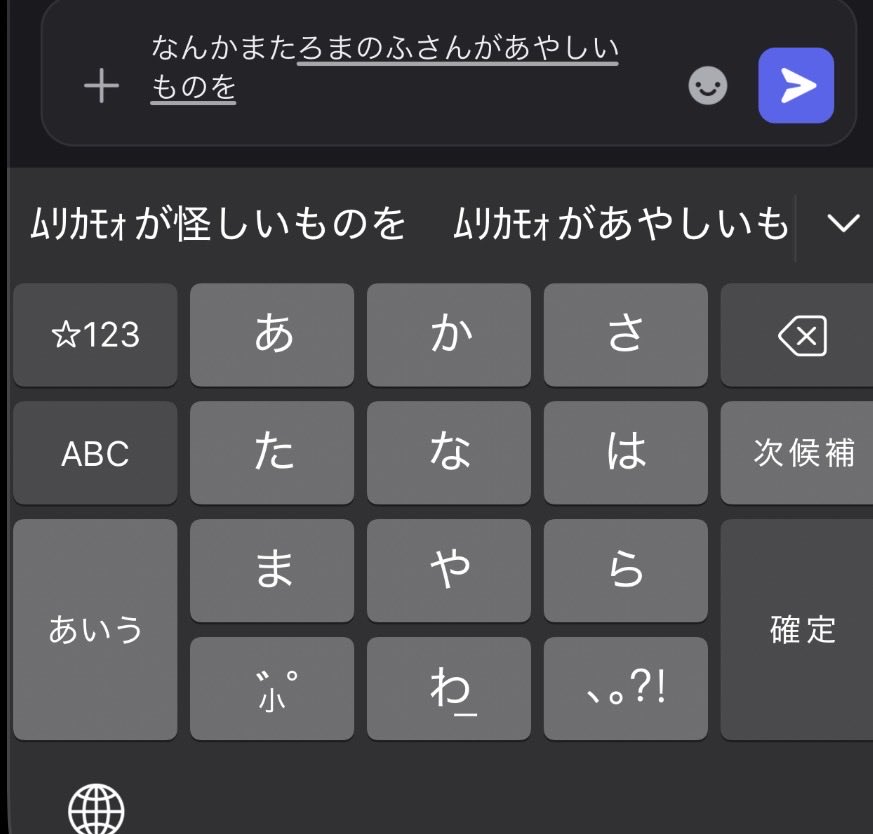 なんかまたろまのふさんがあやしい
ものを
ﾑﾘｶﾓｫが怪しいものを ﾑﾘｶﾓｫがあやしいも
☆123 あ か さ
ABC た な は 次候補
ま や ら
あいう 確定
゛゜小 わ_ 、。?!